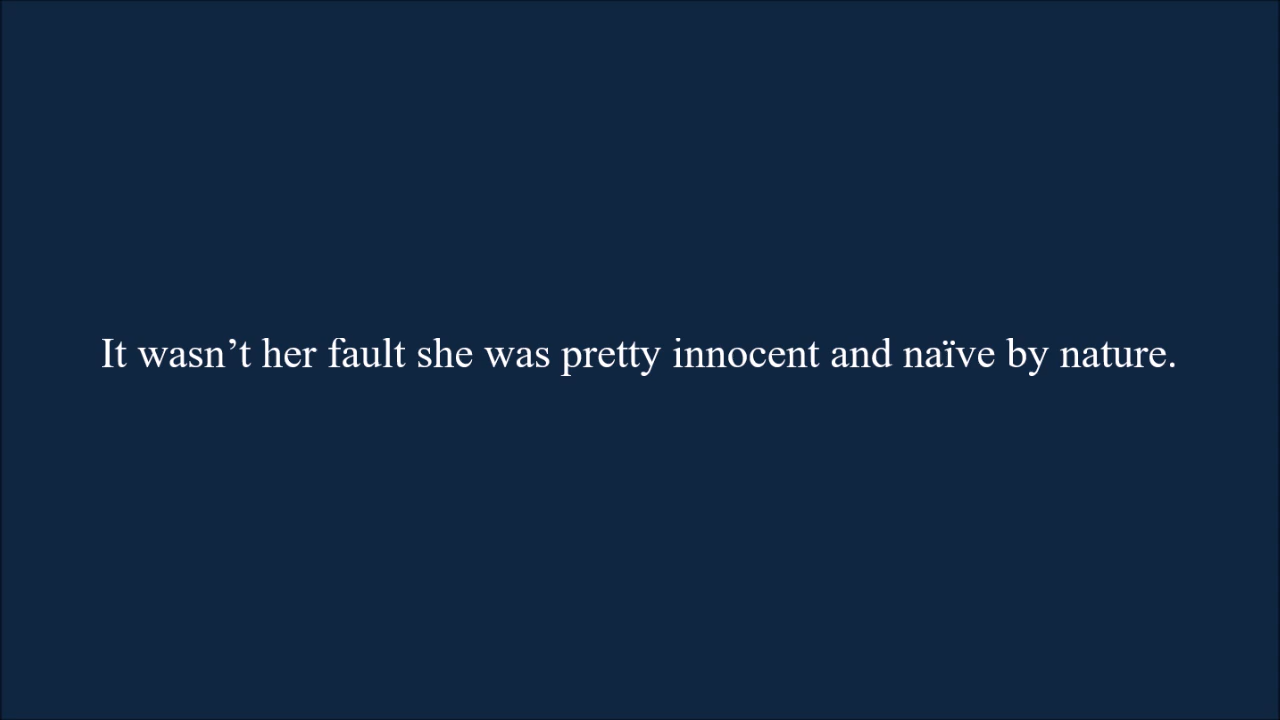 It wasn’t her fault she was pretty innocent and naïve by nature.